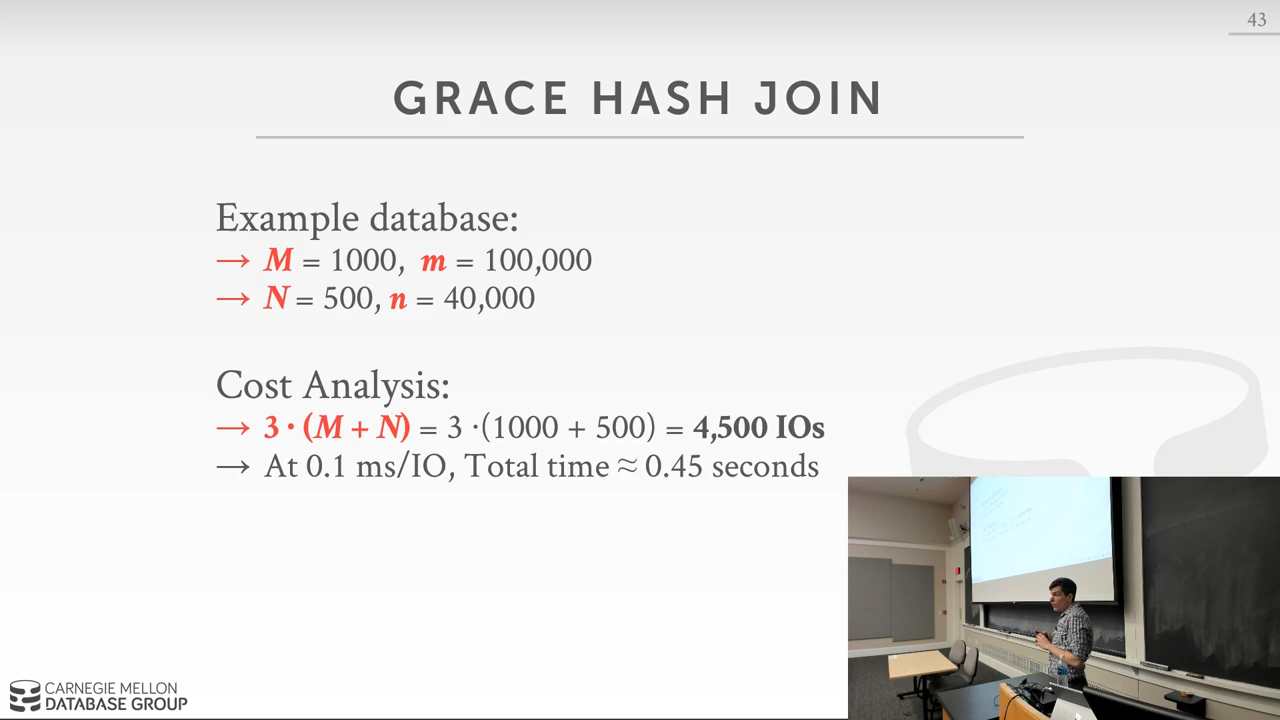 43
GRACE HASH JOIN
Example database:
→ M = 1000, m = 100,000
→ N = 500, n = 40,000
Cost Analysis:
→ 3 · (M + N) = 3 ·(1000 + 500) = 4,500 IOs
→ At 0.1 ms/IO, Total time ≈ 0.45 seconds
CARNEGIE MELLON
DATABASE GROUP